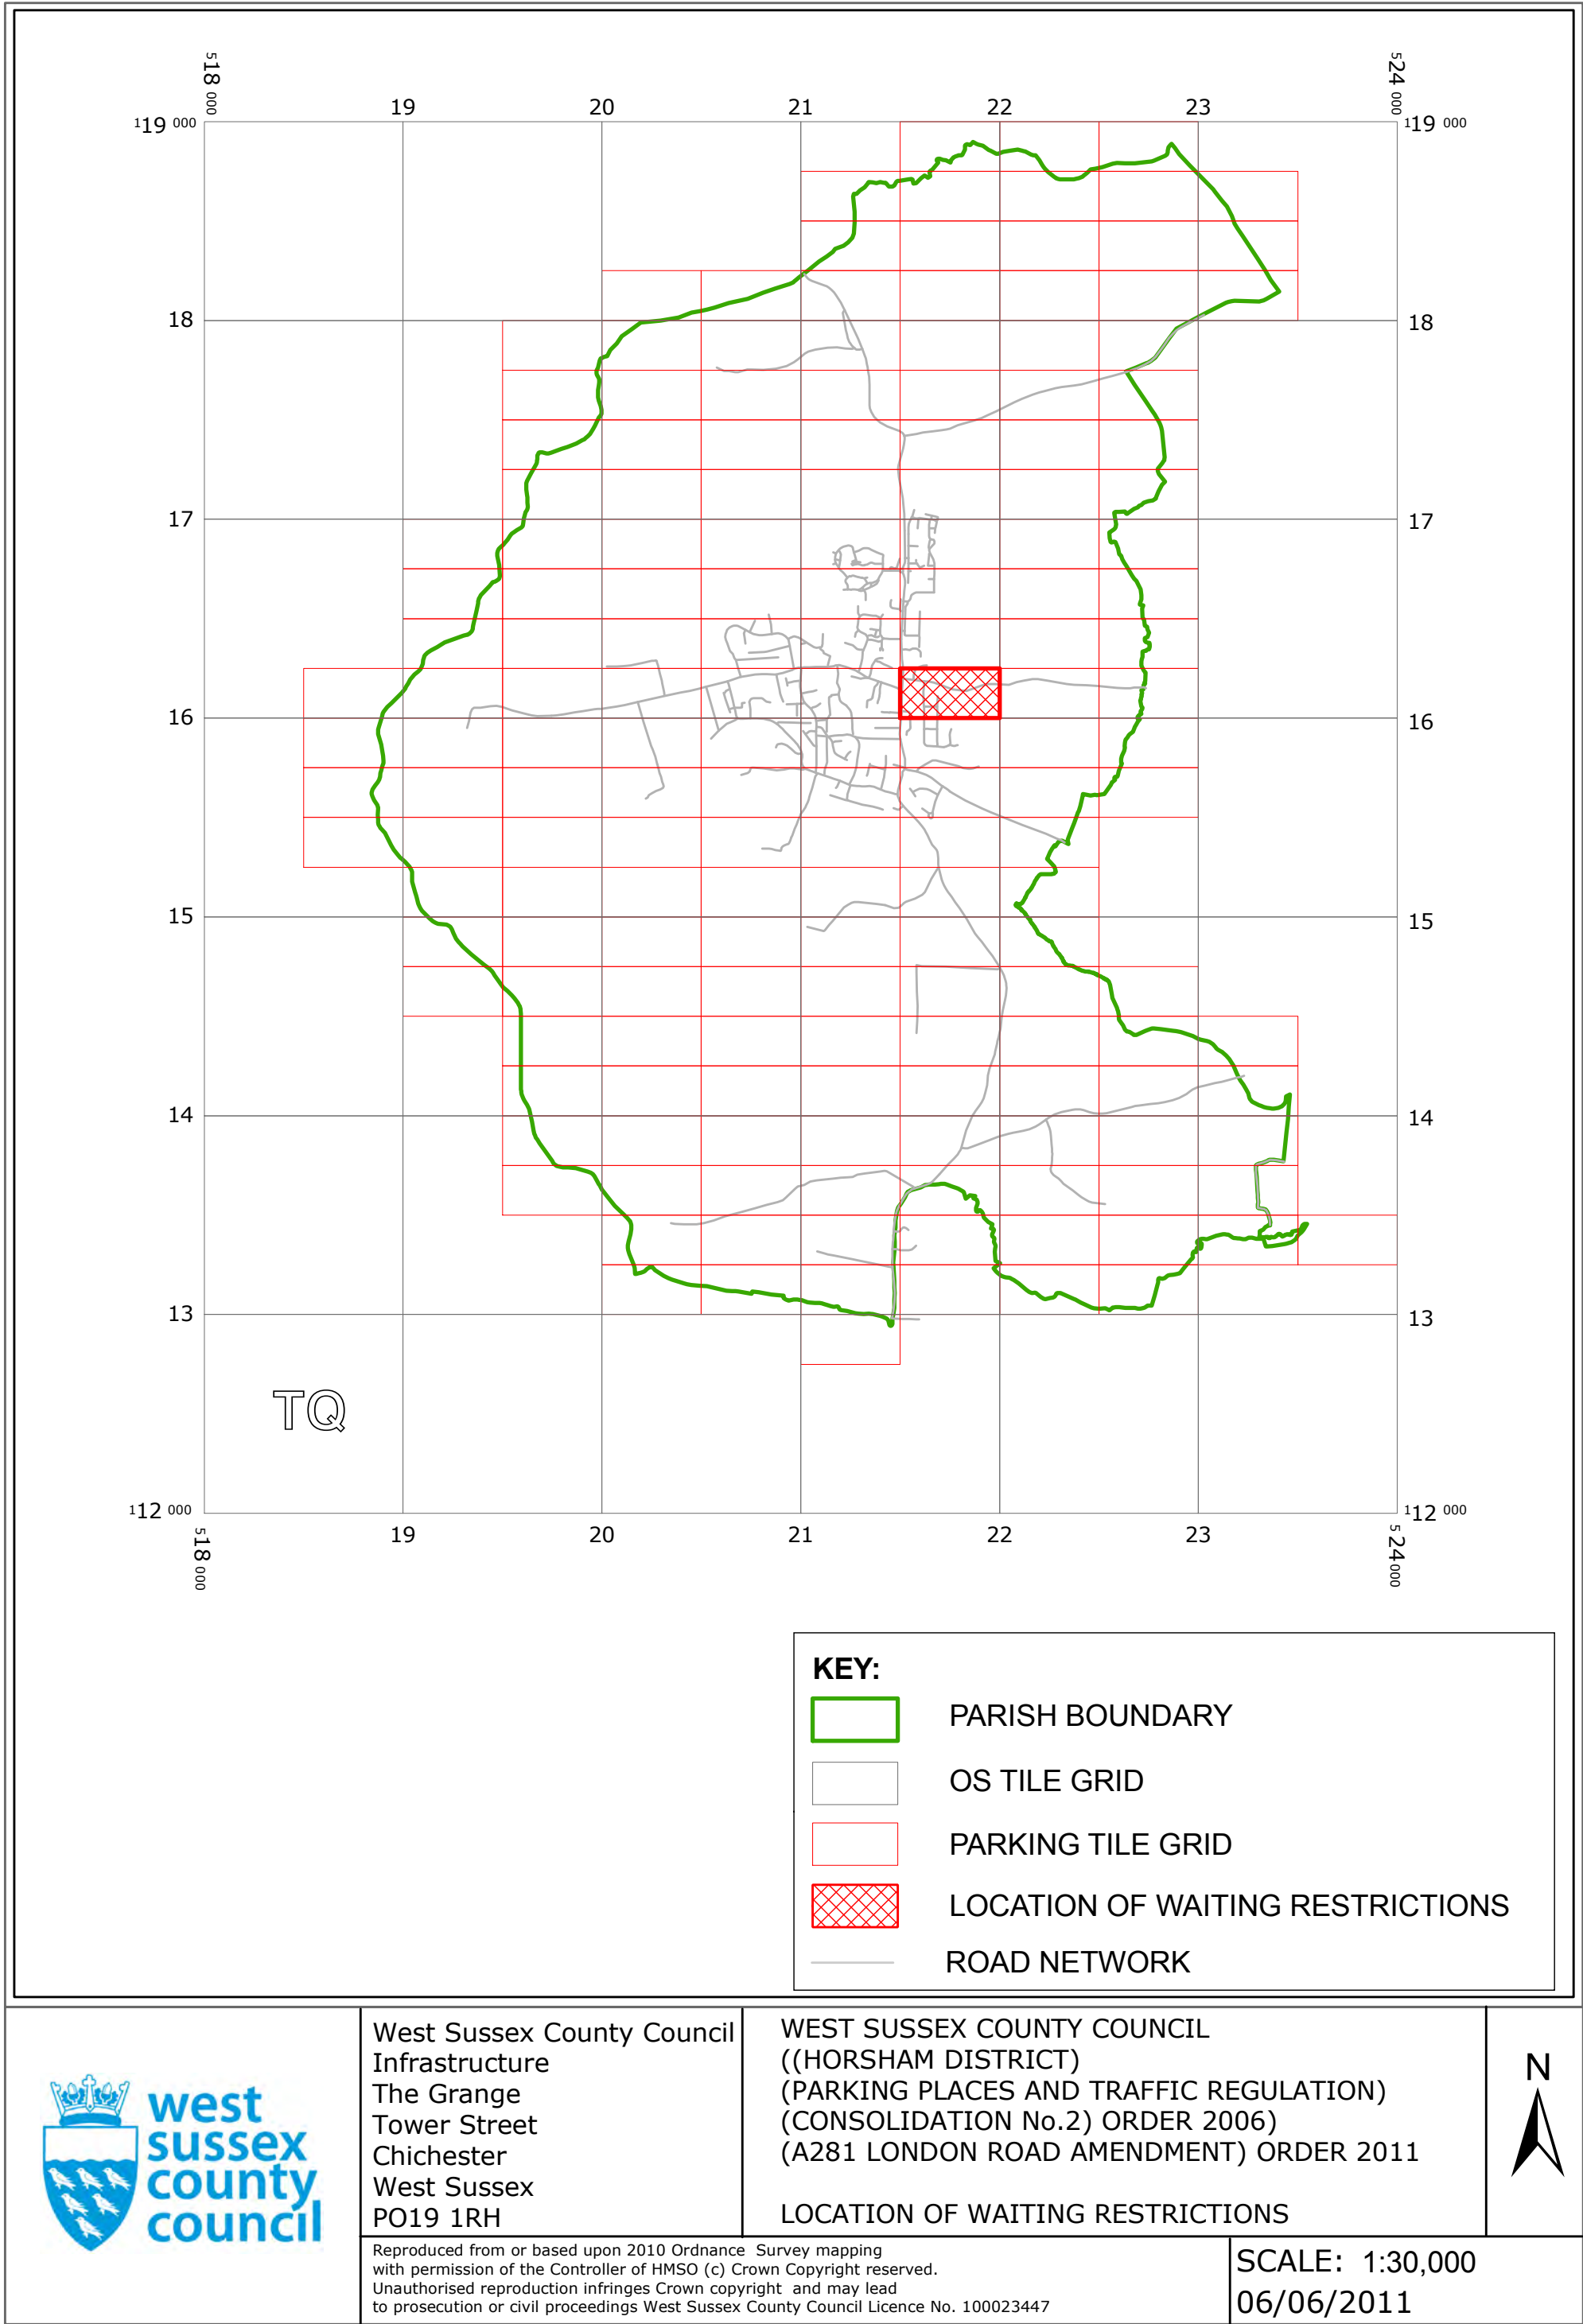 518 000
524 000
19 20 21 22 23
119 000
119 000
18
18
17
17
16
16
15
15
14
14
13
13
TQ
112 000
112 000
19 20 21 22 23
518 000
524000
KEY:
PARISH BOUNDARY
OS TILE GRID
PARKING TILE GRID
LOCATION OF WAITING RESTRICTIONS
ROAD NETWORK
west
sussex
county
council
West Sussex County Council
Infrastructure
The Grange
Tower Street
Chichester
West Sussex
PO19 1RH
WEST SUSSEX COUNTY COUNCIL
((HORSHAM DISTRICT)
(PARKING PLACES AND TRAFFIC REGULATION)
(CONSOLIDATION No.2) ORDER 2006)
(A281 LONDON ROAD AMENDMENT) ORDER 2011
LOCATION OF WAITING RESTRICTIONS
N
Reproduced from or based upon 2010 Ordnance Survey mapping
with permission of the Controller of HMSO (c) Crown Copyright reserved.
Unauthorised reproduction infringes Crown copyright and may lead
to prosecution or civil proceedings West Sussex County Council Licence No. 100023447
SCALE: 1:30,000
06/06/2011